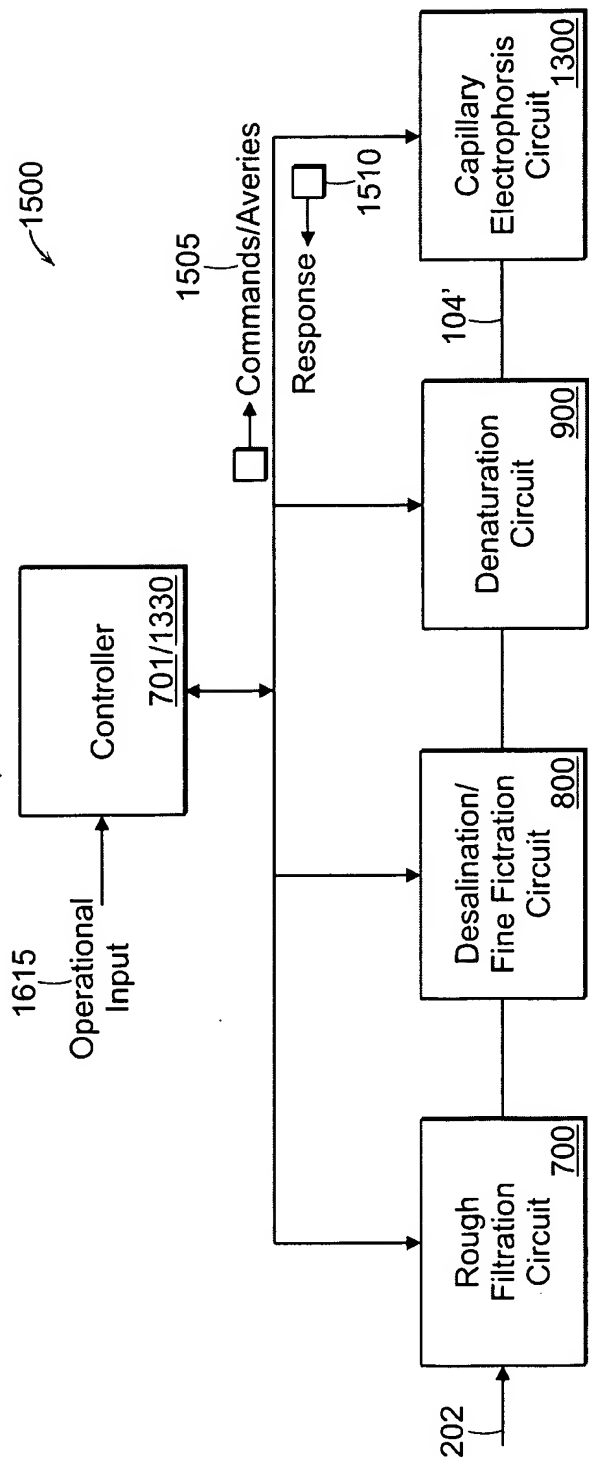 1500
1615
Operational
Input
Controller
701/1330
1505
Commands/Averies
Response
1510
202
Rough
Filtration
Circuit
700
Desalination/
Fine Fictration
Circuit
800
Denaturation
Circuit
900
104'
Capillary
Electrophorsis
Circuit
1300